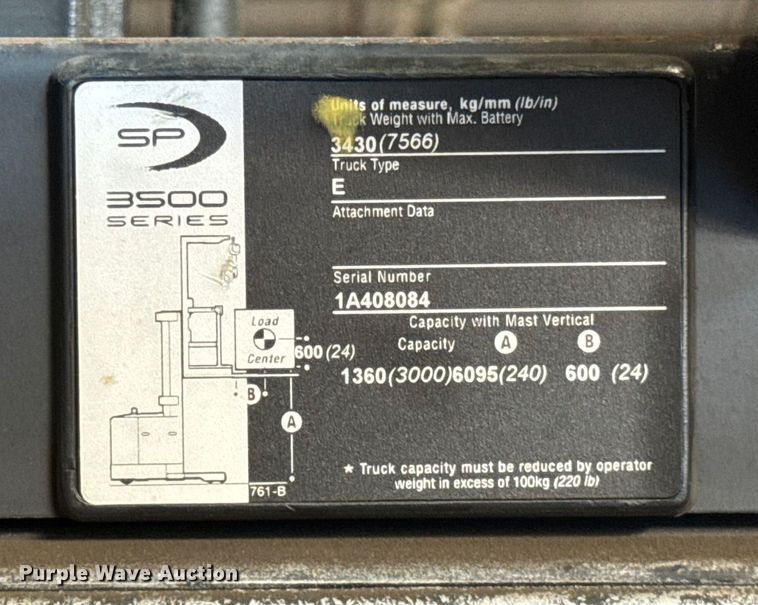 SP
3500
SERIES
Load
Center
600 (24)
B
A
761-B
Units of measure, kg/mm (lb/in)
Truck Weight with Max. Battery
3430 (7566)
Truck Type
E
Attachment Data
Serial Number
1A408084
Capacity with Mast Vertical
Capacity A B
1360 (3000) 6095 (240) 600 (24)
* Truck capacity must be reduced by operator
weight in excess of 100kg (220 lb)
Purple Wave Auction